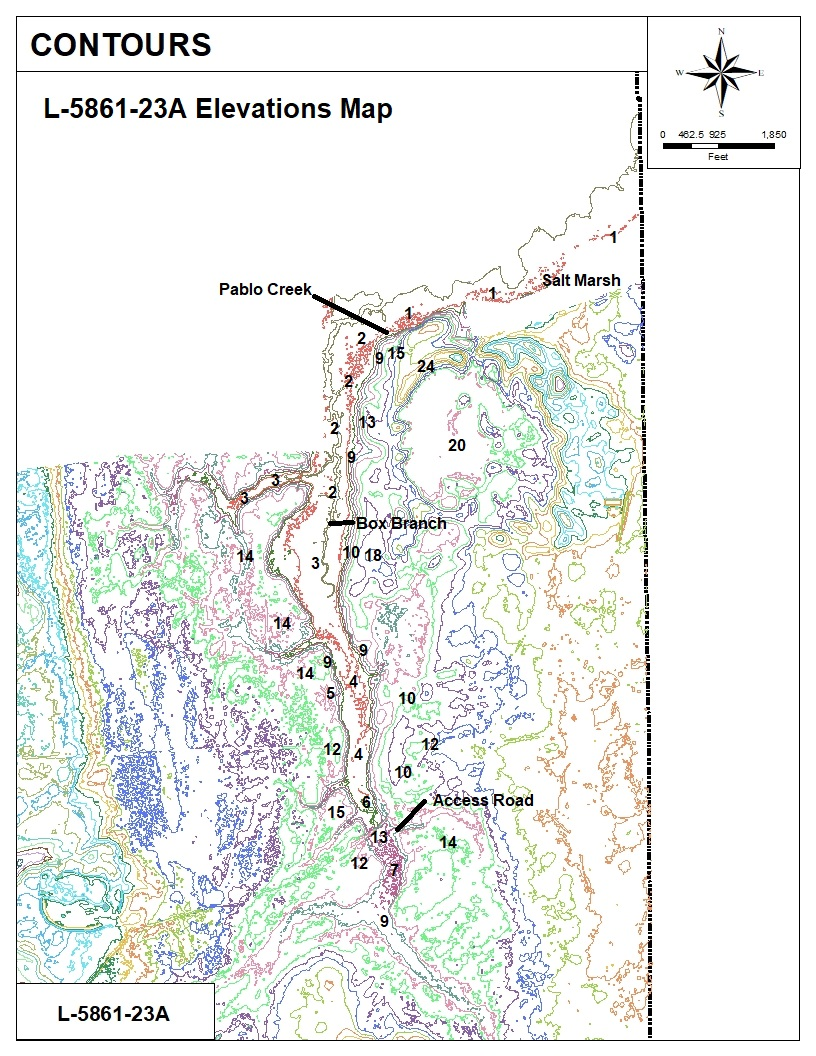 CONTOURS
N
W E
S
0 462.5 925 1,850
Feet
L-5861-23A Elevations Map
1
Salt Marsh
Pablo Creek
1
1
2
9 15
24
2
13
2
20
9
3
3
2
Box Branch
14
10 18
3
14
9
9
14
4
5
10
12
12
4
10
6
Access Road
15
13
14
12
7
9
L-5861-23A